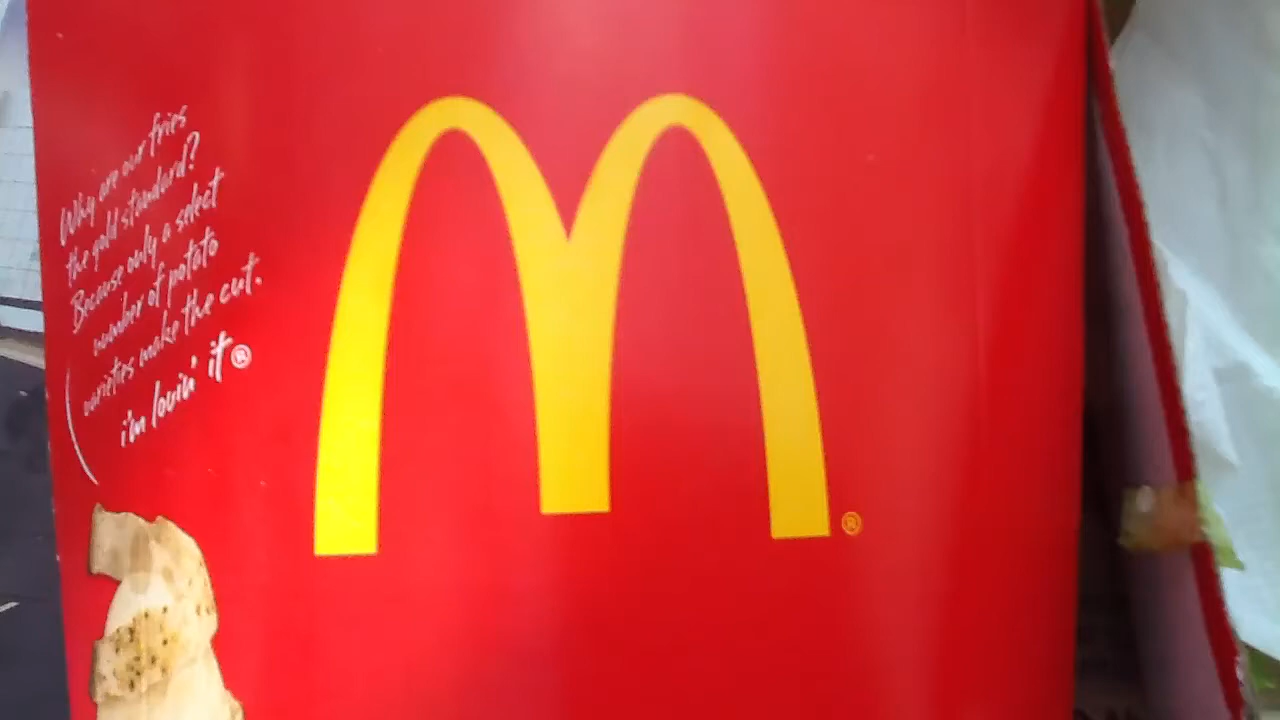 Why are our fries
the gold standard?
Because only a select
number of potato
varieties make the cut.
i'm lovin' it®
M
®